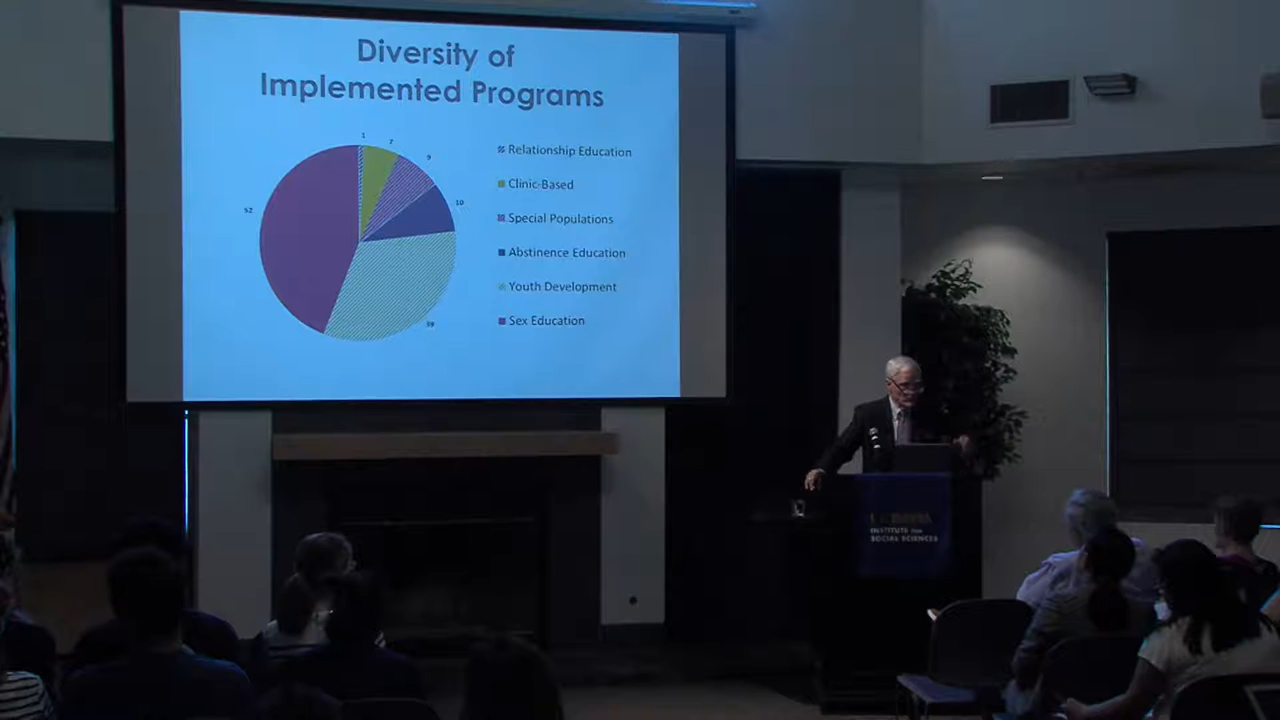 Diversity of
Implemented Programs
1
7
9
10
39
52
Relationship Education
Clinic-Based
Special Populations
Abstinence Education
Youth Development
Sex Education
INSTITUTE FOR
SOCIAL SCIENCES